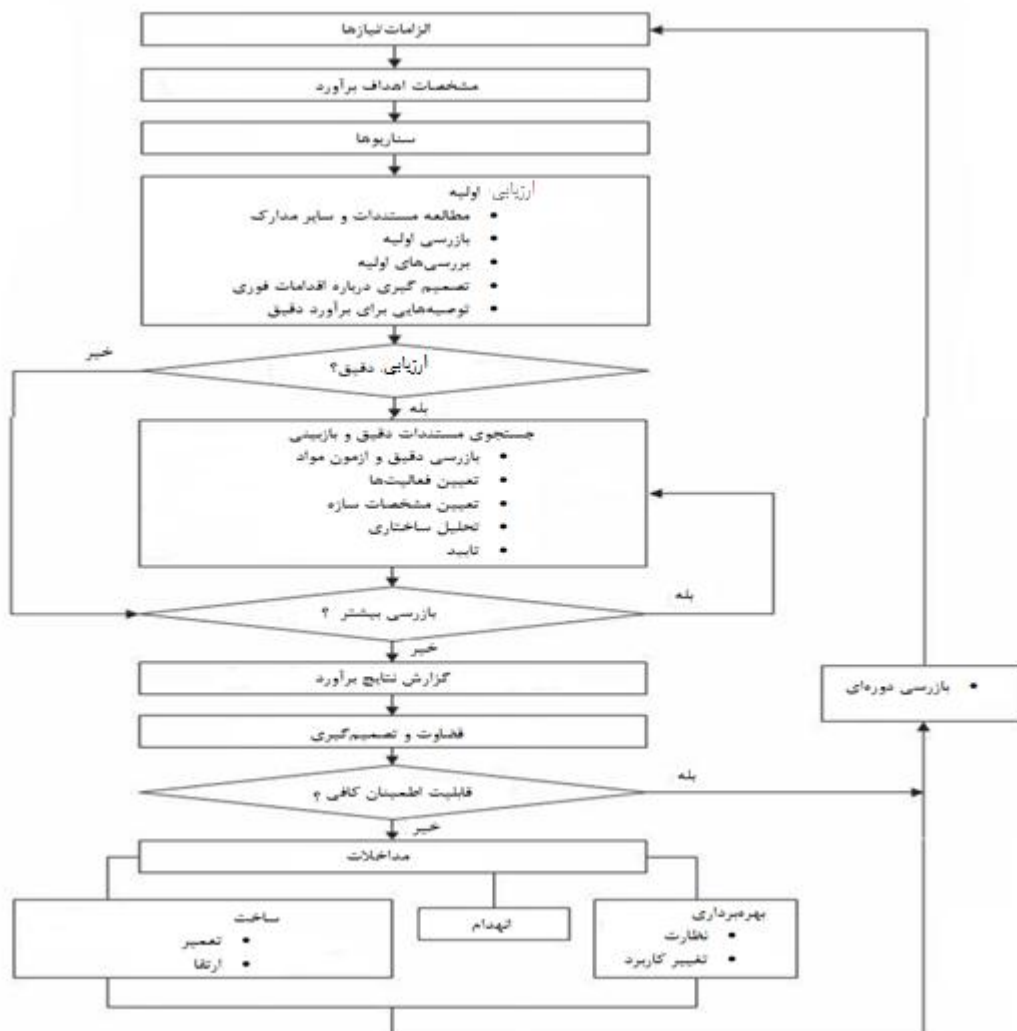 الزامات/نیازها
مشخصات اهداف برآورد
سناریوها
ارزیابی اولیه
• مطالعه مستندات و سایر مدارک
• بازرسی اولیه
• بررسی‌های اولیه
• تصمیم گیری درباره اقدامات فوری
• توصیه‌هایی برای برآورد دقیق
خیر
ارزیابی دقیق؟
بله
جستجوی مستندات دقیق و بازبینی
• بازرسی دقیق و ازمون مواد
• تعیین فعالیت‌ها
• تعیین مشخصات سازه
• تحلیل ساختاری
• تایید
بله
بازرسی بیشتر ؟
خیر
گزارش نتایج برآورد
• بازرسی دوره‌ای
قضاوت و تصمیم‌گیری
بله
قابلیت اطمینان کافی ؟
خیر
مداخلات
بهره‌برداری
• نظارت
• تغییر کاربرد
انهدام
ساخت
• تعمیر
• ارتقا